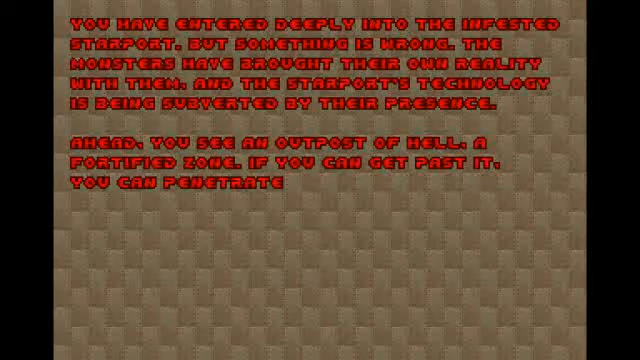 YOU HAVE ENTERED DEEPLY INTO THE INFESTED
STARPORT. BUT SOMETHING IS WRONG. THE
MONSTERS HAVE BROUGHT THEIR OWN REALITY
WITH THEM, AND THE STARPORT'S TECHNOLOGY
IS BEING SUBVERTED BY THEIR PRESENCE.
AHEAD, YOU SEE AN OUTPOST OF HELL, A
FORTIFIED ZONE. IF YOU CAN GET PAST IT,
YOU CAN PENETRATE